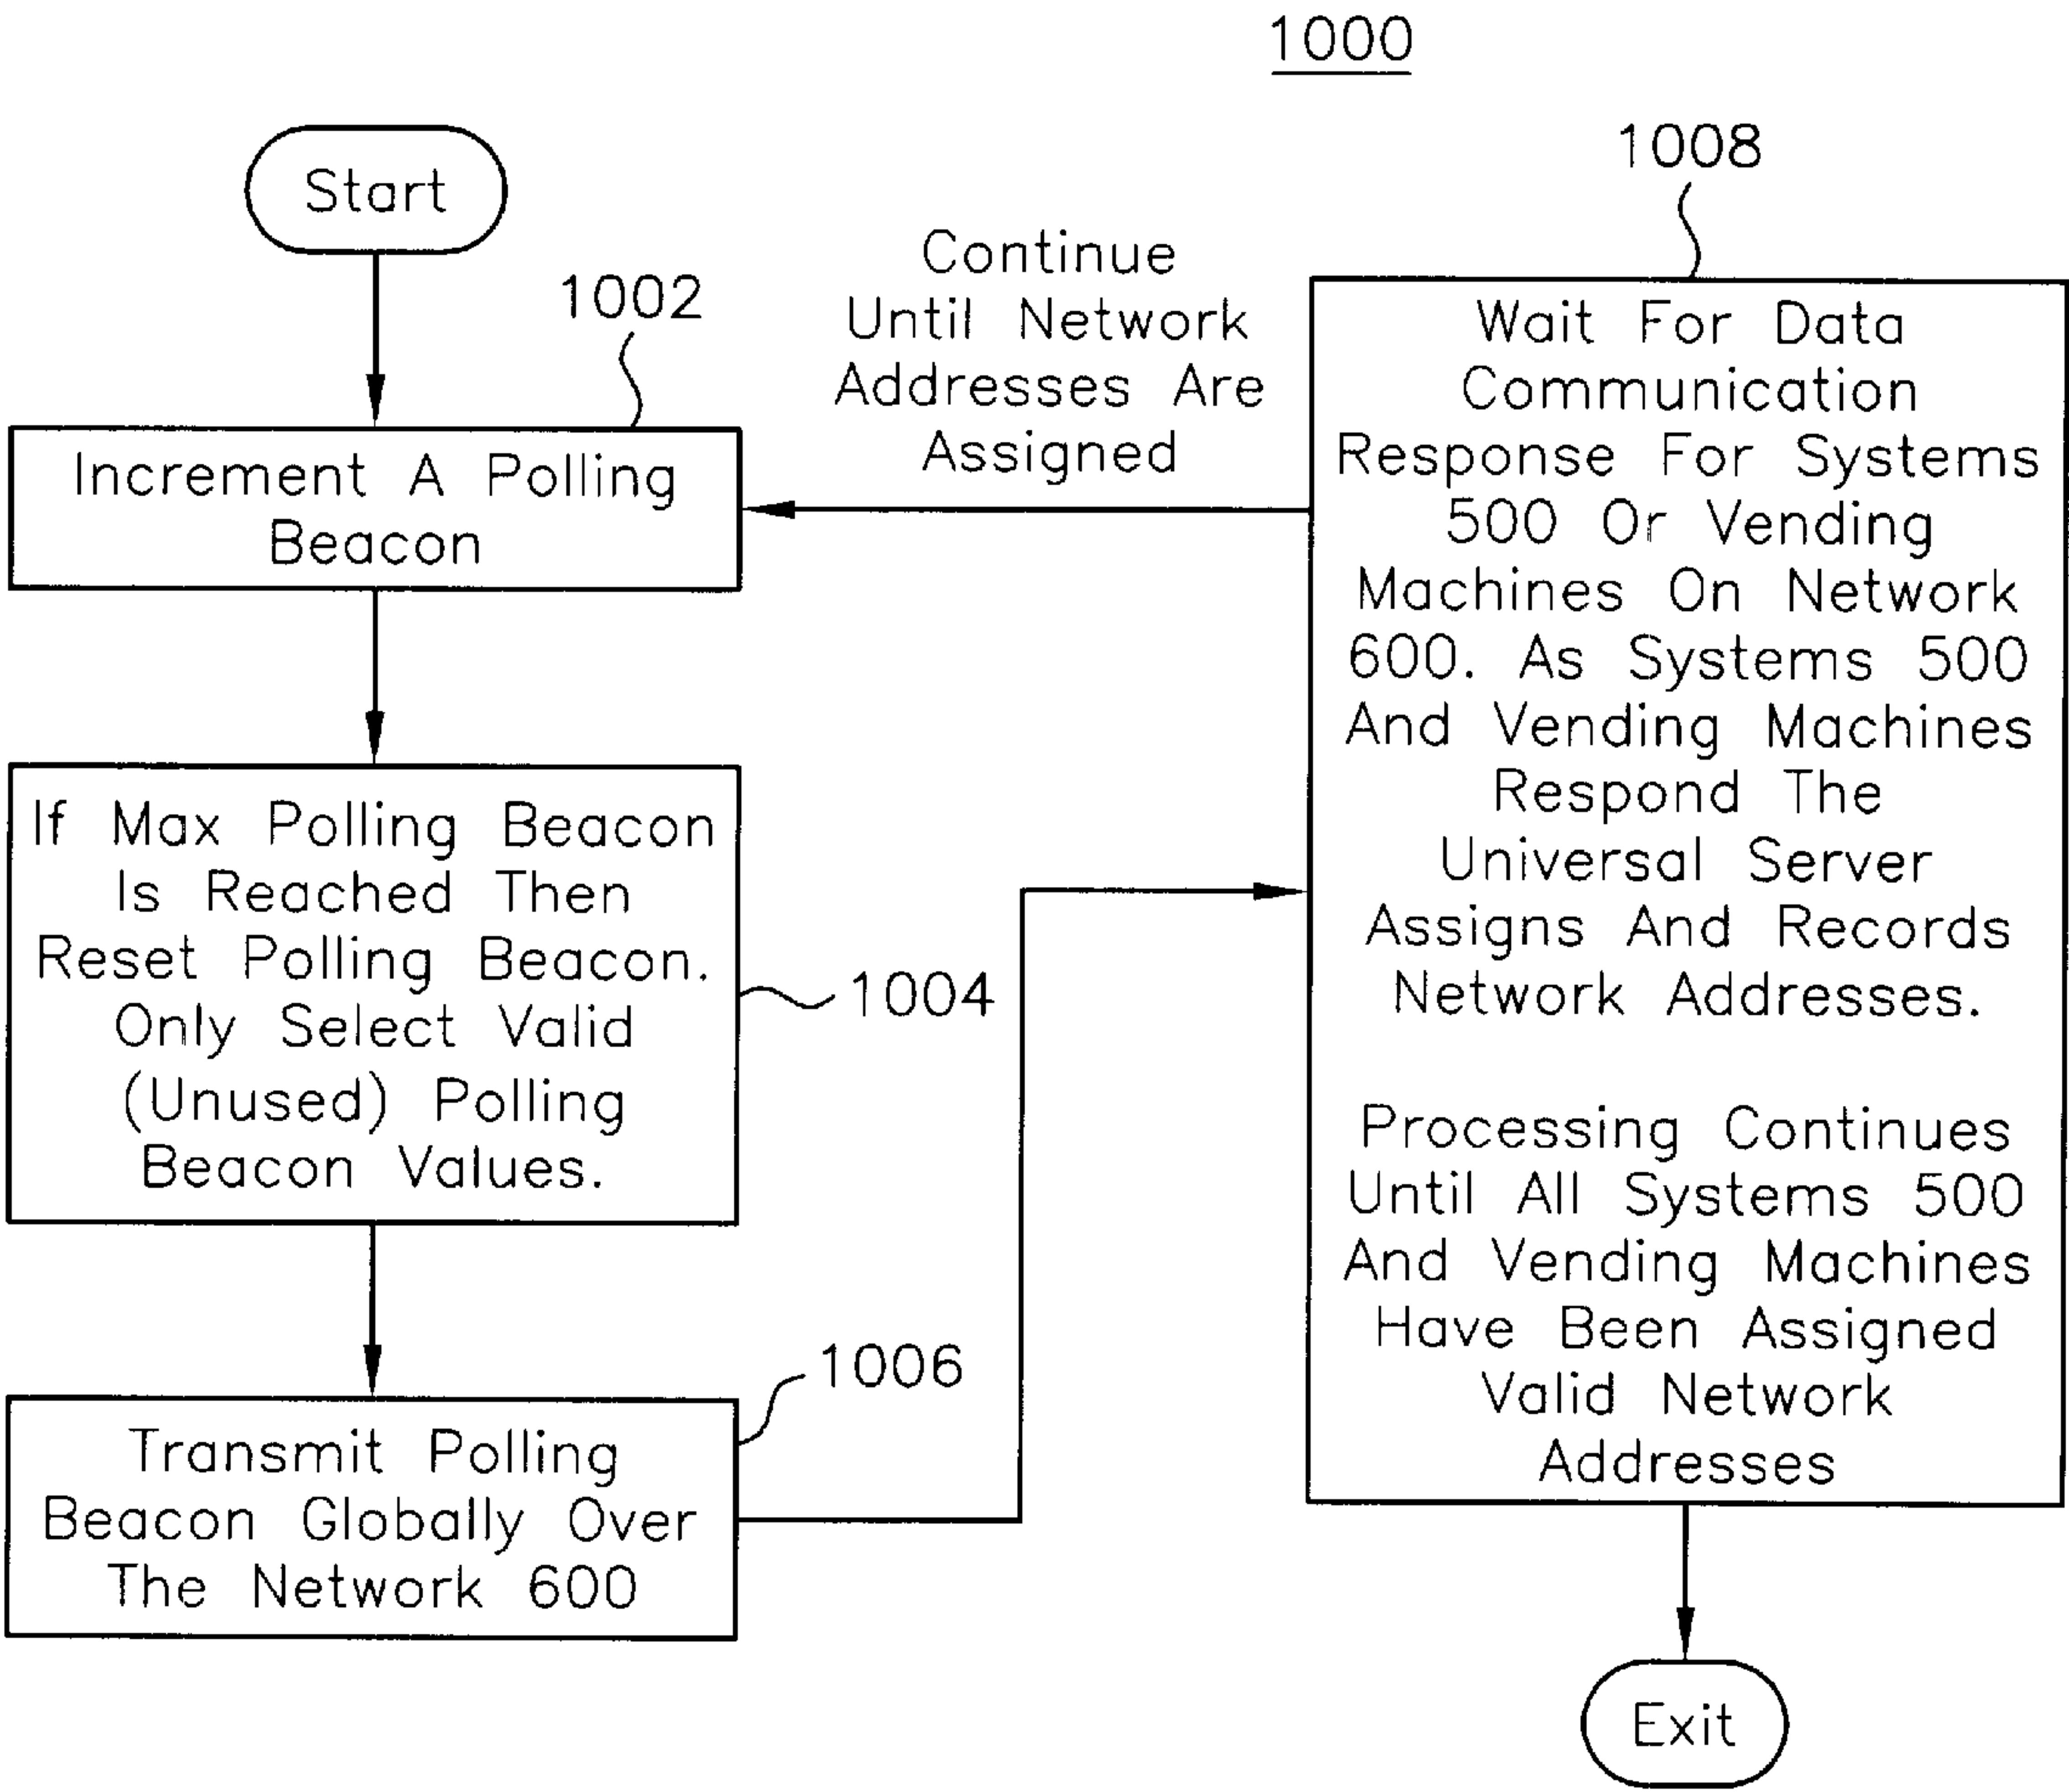 1000
Start
1002
Increment A Polling
Beacon
If Max Polling Beacon
Is Reached Then
Reset Polling Beacon.
Only Select Valid
(Unused) Polling
Beacon Values.
1004
Transmit Polling
Beacon Globally Over
The Network 600
1006
Continue
Until Network
Addresses Are
Assigned
1008
Wait For Data
Communication
Response For Systems
500 Or Vending
Machines On Network
600. As Systems 500
And Vending Machines
Respond The
Universal Server
Assigns And Records
Network Addresses.
Processing Continues
Until All Systems 500
And Vending Machines
Have Been Assigned
Valid Network
Addresses
Exit